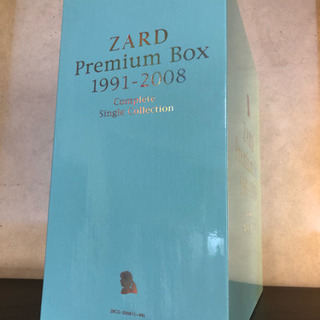 ZARD
Premium Box
1991-2008
Complete
Single Collection